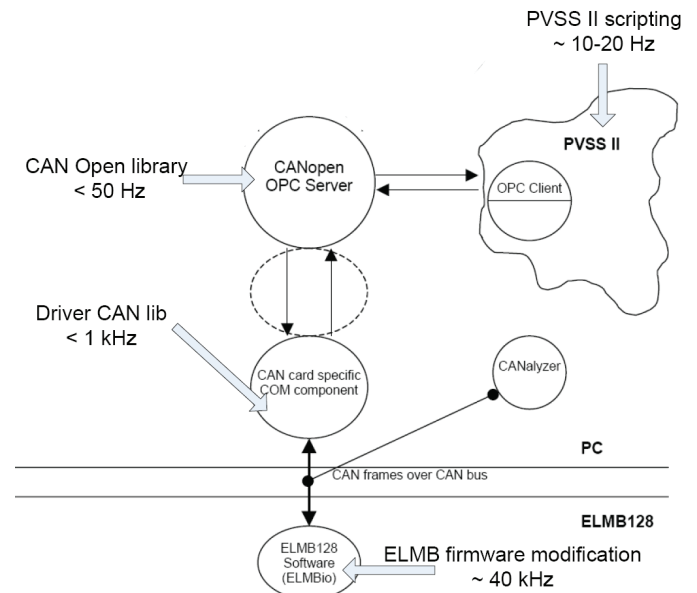 PVSS II scripting
~ 10-20 Hz
PVSS II
CAN Open library
< 50 Hz
CANopen
OPC Server
OPC Client
Driver CAN lib
< 1 kHz
CAN card specific
COM component
CANalyzer
PC
CAN frames over CAN bus
ELMB128
ELMB128
Software
(ELMBio)
ELMB firmware modification
~ 40 kHz